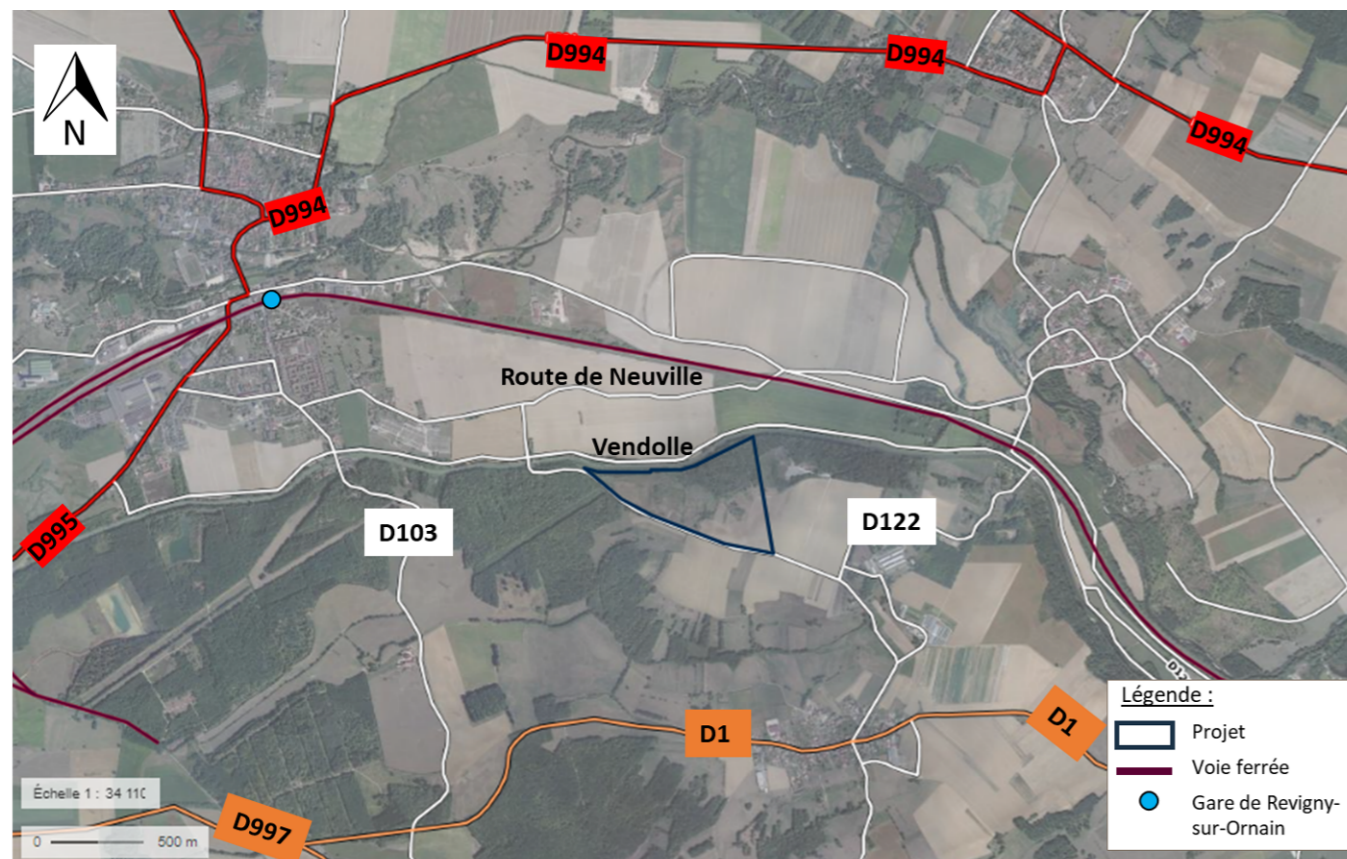 D994
D994
N
D994
D994
Route de Neuville
Vendolle
D995
D103
D122
D1
D1
D997
Échelle 1 : 34 110
0
500 m
Légende :
Projet
Voie ferrée
Gare de Revigny-
sur-Ornain